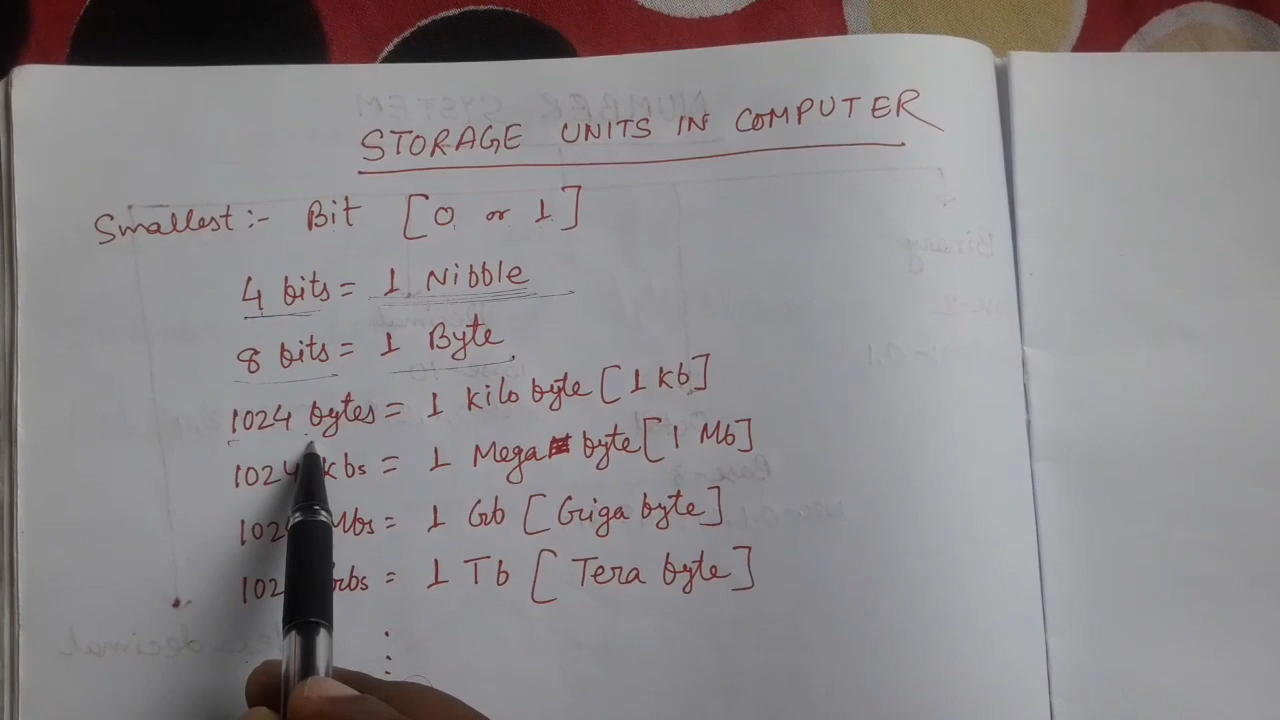 STORAGE UNITS IN COMPUTER
Smallest:- Bit [0 or 1]
4 bits = 1 Nibble
8 bits = 1 Byte
1024 bytes = 1 Kilo byte [1 Kb]
1024 Kbs = 1 Mega byte [1 Mb]
Mbs = 1 Gb [Giga byte]
= 1 Tb [Tera byte]